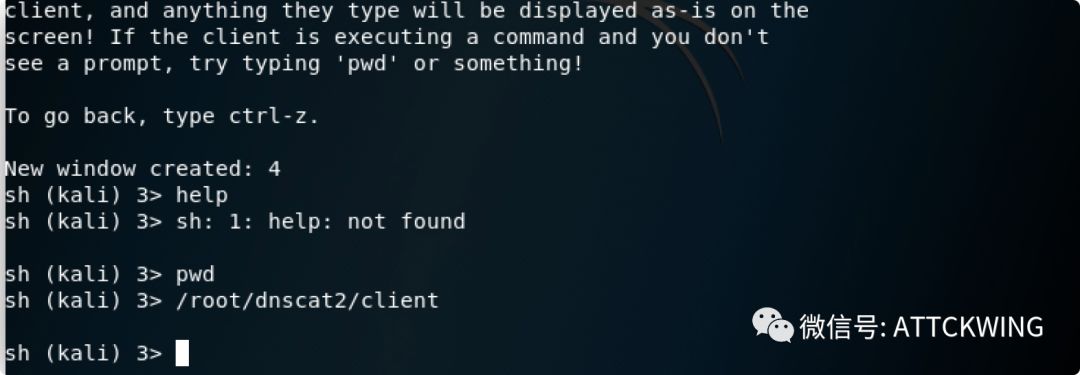 client, and anything they type will be displayed as-is on the
screen! If the client is executing a command and you don't
see a prompt, try typing 'pwd' or something!
To go back, type ctrl-z.
New window created: 4
sh (kali) 3> help
sh (kali) 3> sh: 1: help: not found
sh (kali) 3> pwd
sh (kali) 3> /root/dnscat2/client
sh (kali) 3>
微信号: ATTCKWING